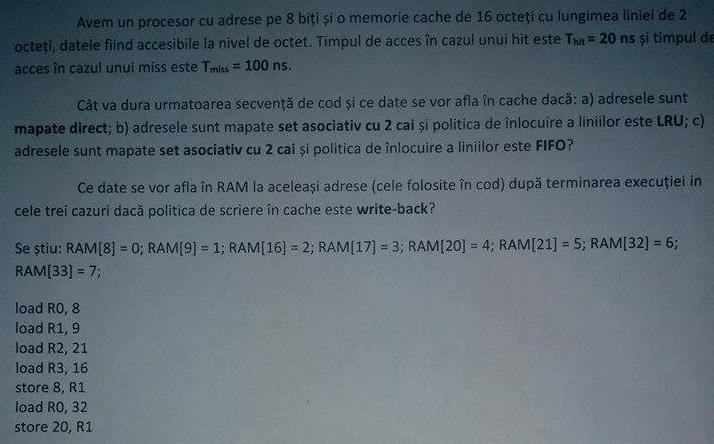 Avem un procesor cu adrese pe 8 biți și o memorie cache de 16 octeți cu lungimea liniei de 2
octeți, datele fiind accesibile la nivel de octet. Timpul de acces în cazul unui hit este Thit = 20 ns și timpul de
acces în cazul unui miss este Tmiss = 100 ns.
Cât va dura urmatoarea secvență de cod și ce date se vor afla în cache dacă: a) adresele sunt
mapate direct; b) adresele sunt mapate set asociativ cu 2 cai și politica de înlocuire a liniilor este LRU; c)
adresele sunt mapate set asociativ cu 2 cai și politica de înlocuire a liniilor este FIFO?
Ce date se vor afla în RAM la aceleași adrese (cele folosite în cod) după terminarea execuției in
cele trei cazuri dacă politica de scriere în cache este write-back?
Se știu: RAM[8] = 0; RAM[9] = 1; RAM[16] = 2; RAM[17] = 3; RAM[20] = 4; RAM[21] = 5; RAM[32] = 6;
RAM[33] = 7;
load R0, 8
load R1, 9
load R2, 21
load R3, 16
store 8, R1
load R0, 32
store 20, R1